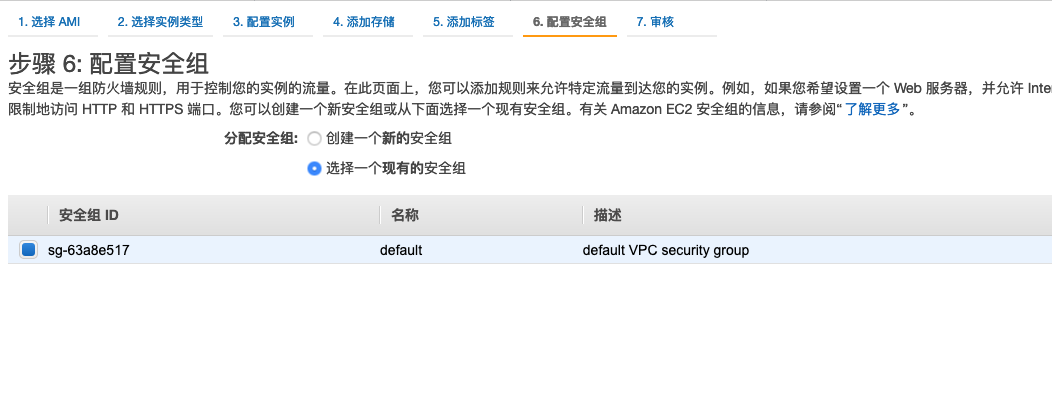 1. 选择 AMI 2. 选择实例类型 3. 配置实例 4. 添加存储 5. 添加标签 6. 配置安全组 7. 审核
步骤 6: 配置安全组
安全组是一组防火墙规则，用于控制您的实例的流量。在此页面上，您可以添加规则来允许特定流量到达您的实例。例如，如果您希望设置一个 Web 服务器，并允许 Inter
限制地访问 HTTP 和 HTTPS 端口。您可以创建一个新安全组或从下面选择一个现有安全组。有关 Amazon EC2 安全组的信息，请参阅“了解更多”。
分配安全组: 创建一个新的安全组
选择一个现有的安全组
安全组 ID 名称 描述
sg-63a8e517 default default VPC security group